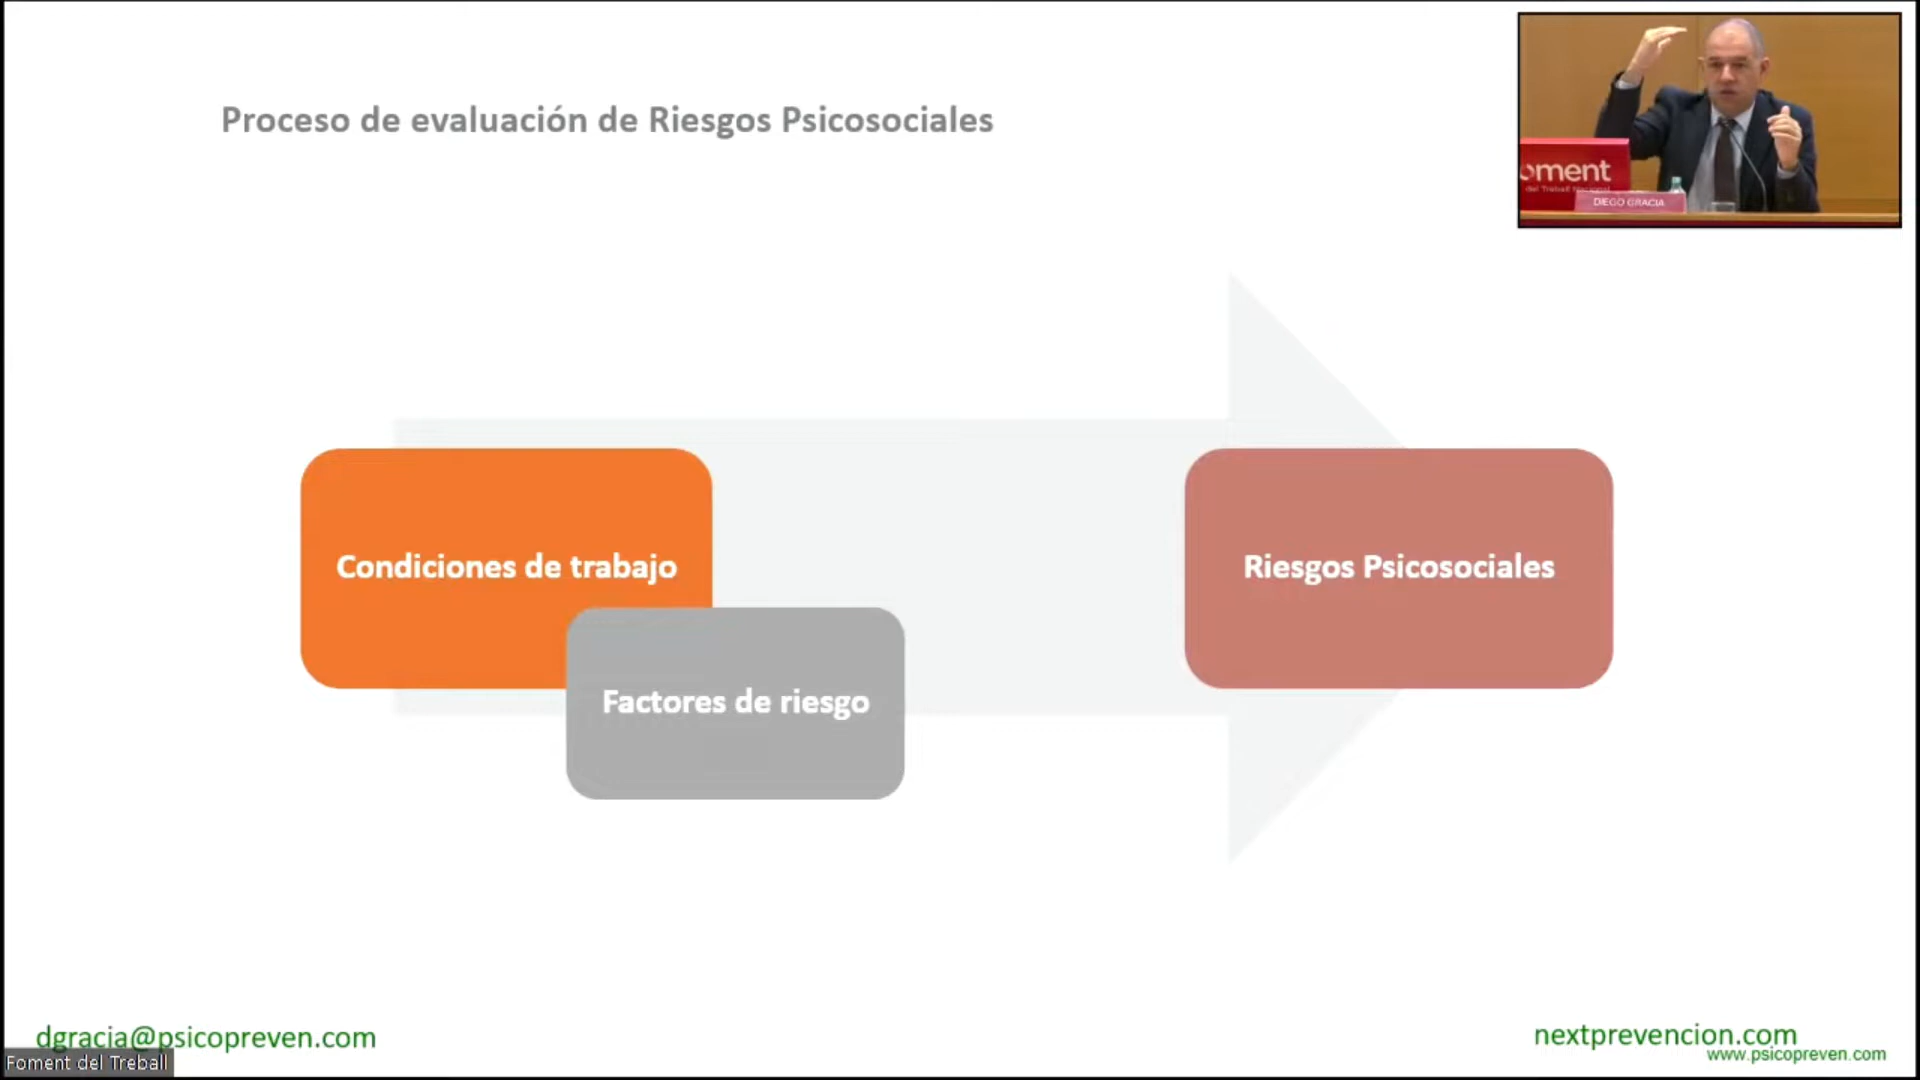 Proceso de evaluación de Riesgos Psicosociales
oment
del Treball Nacional
DIEGO GRACIA
Condiciones de trabajo
Riesgos Psicosociales
Factores de riesgo
dgracia@psicopreven.com
Foment del Treball
nextprevencion.com
www.psicopreven.com